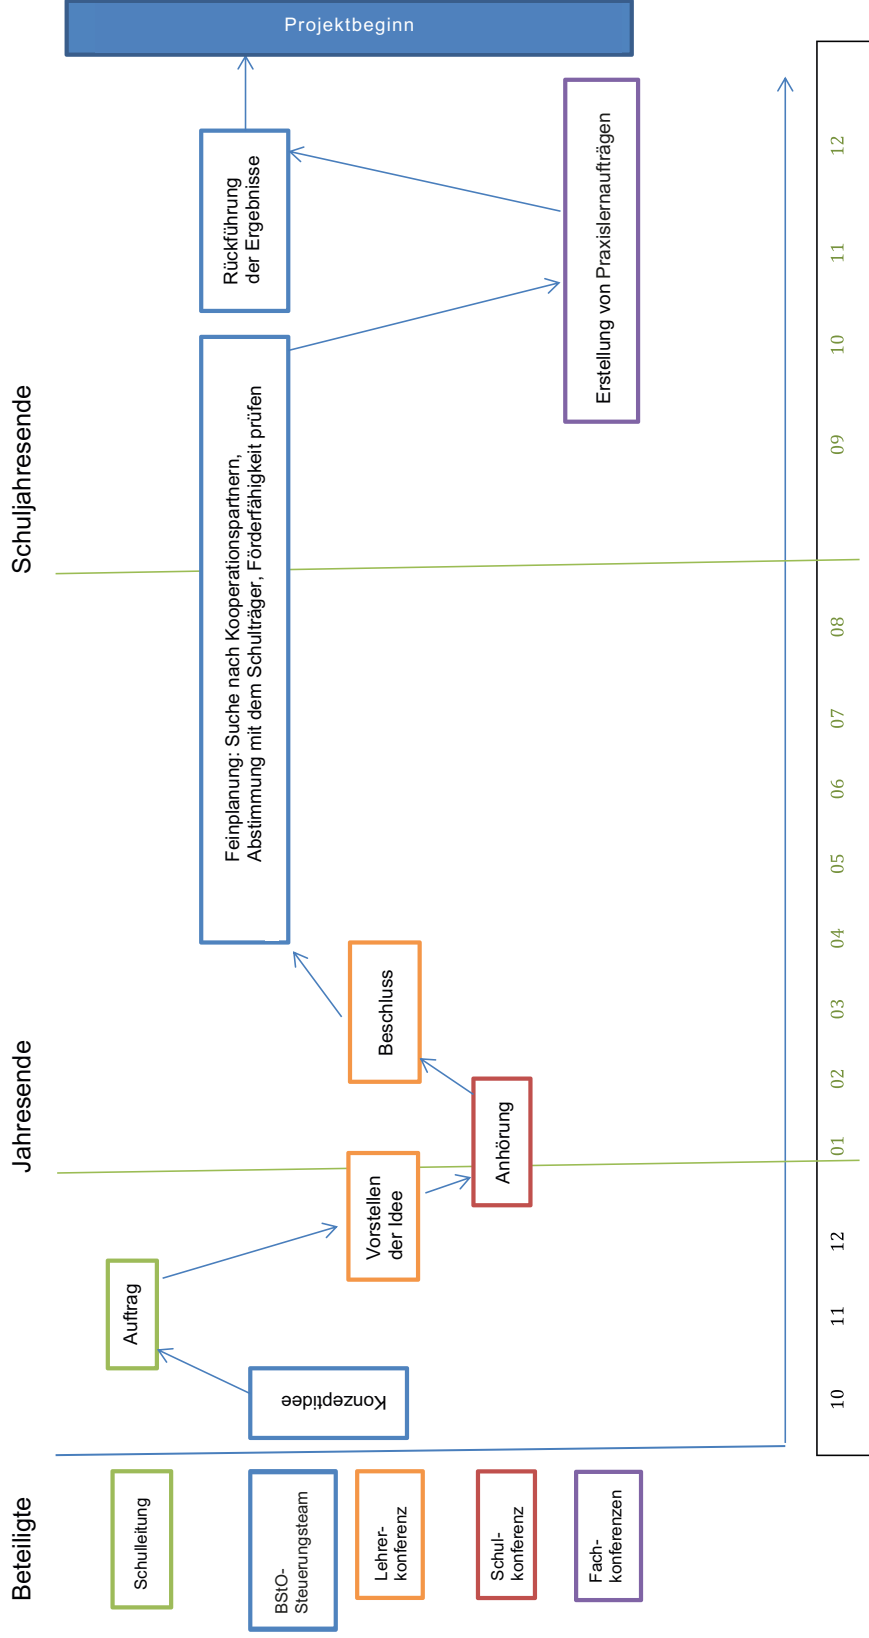 Beteiligte
Jahresende
Schuljahresende
Schulleitung
BStO-
Steuerungsteam
Lehrer-
konferenz
Schul-
konferenz
Fach-
konferenzen
Konzeptidee
Auftrag
Vorstellen
der Idee
Anhörung
Beschluss
Feinplanung: Suche nach Kooperationspartnern,
Abstimmung mit dem Schulträger, Förderfähigkeit prüfen
Erstellung von Praxislernaufträgen
Rückführung
der Ergebnisse
Projektbeginn
10 11 12 01 02 03 04 05 06 07 08 09 10 11 12